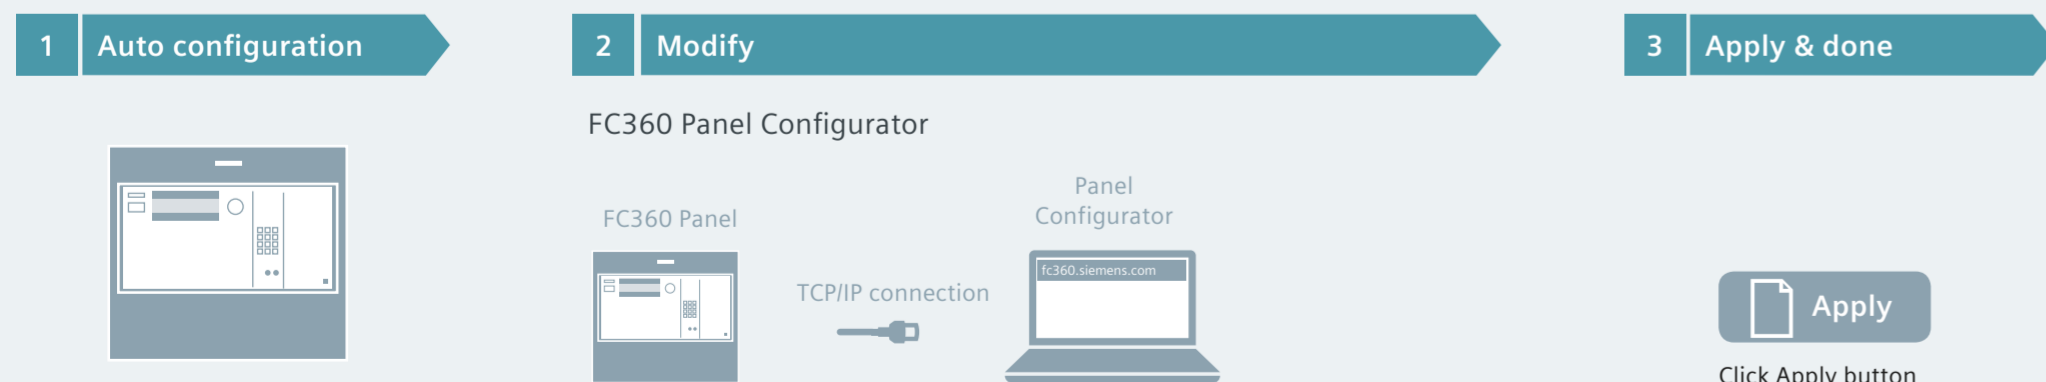 1 Auto configuration
2 Modify
3 Apply & done
FC360 Panel Configurator
FC360 Panel
TCP/IP connection
Panel
Configurator
fc360.siemens.com
Apply
Click Apply button